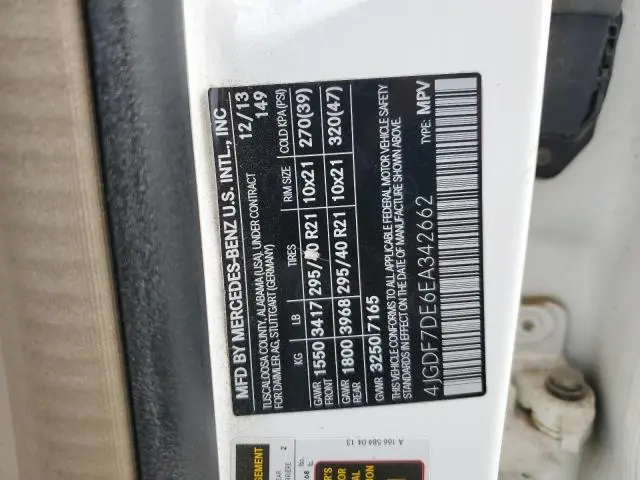 MFD BY MERCEDES-BENZ U.S. INTL., INC
TUSCALOOSA COUNTY, ALABAMA (USA), UNDER CONTRACT
FOR DAIMLER AG, STUTTGART (GERMANY)
12/13
149
KG LB TIRES RIM SIZE COLD KPA(PSI)
GAWR FRONT 1550 3417 295/40 R21 10x21 270(39)
GAWR REAR 1800 3968 295/40 R21 10x21 320(47)
GVWR 3250 7165
THIS VEHICLE CONFORMS TO ALL APPLICABLE FEDERAL MOTOR VEHICLE SAFETY
STANDARDS IN EFFECT ON THE DATE OF MANUFACTURE SHOWN ABOVE.
4JGDF7DE6EA342662 TYPE: MPV
A 166 584 04 13